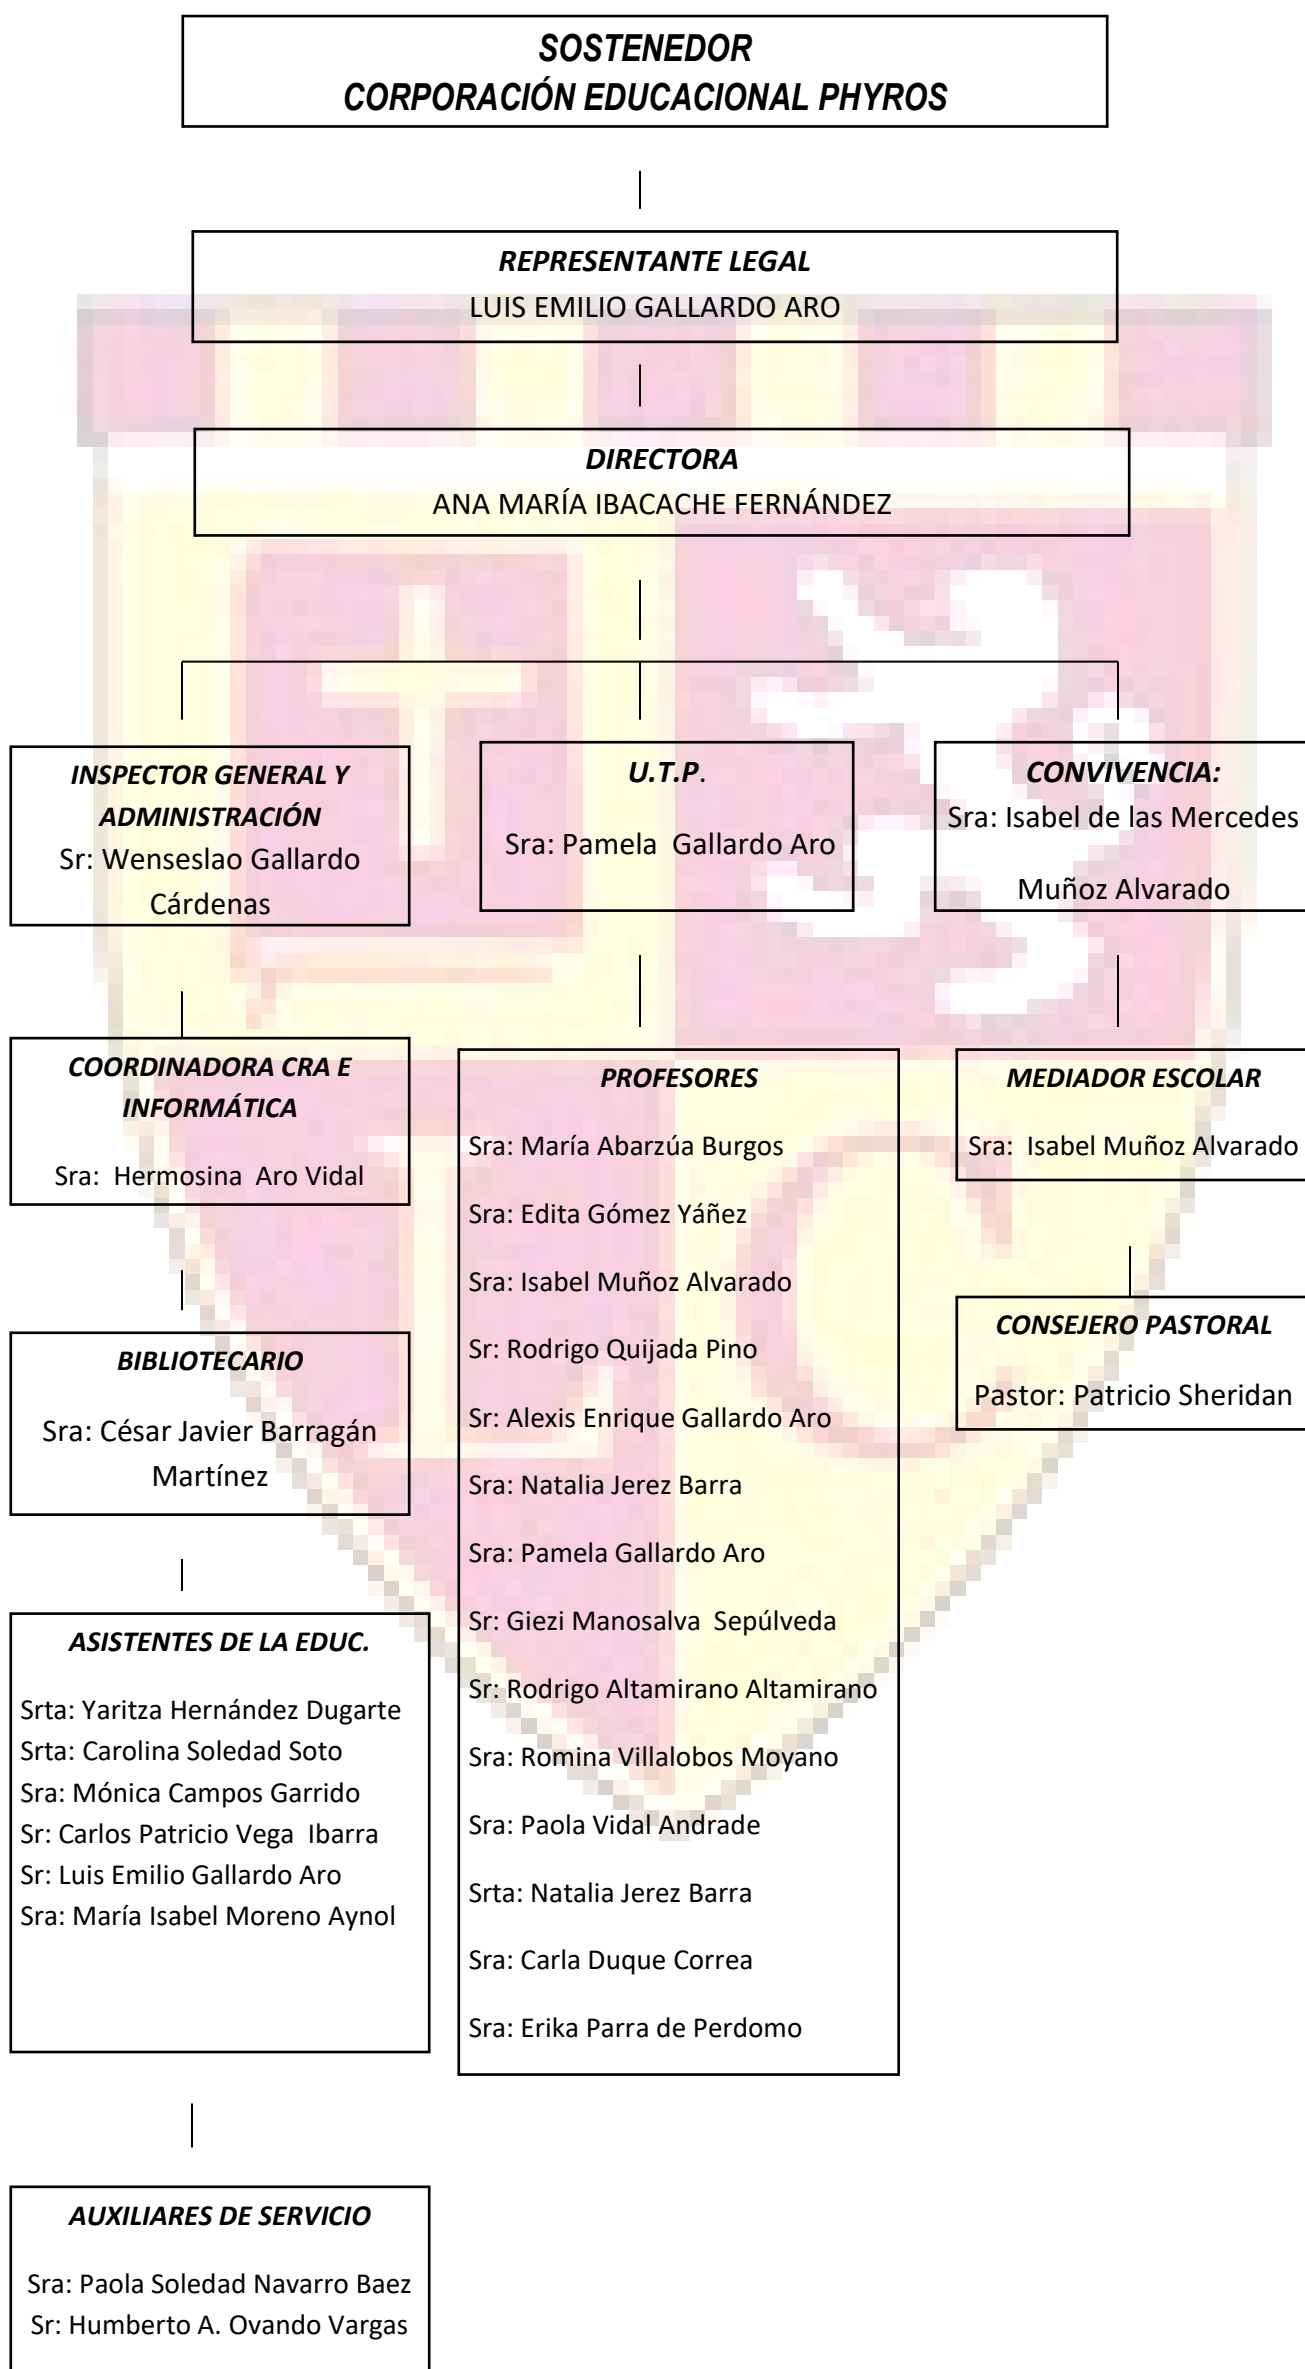 SOSTENEDOR
CORPORACIÓN EDUCACIONAL PHYROS
REPRESENTANTE LEGAL
LUIS EMILIO GALLARDO ARO
DIRECTORA
ANA MARÍA IBACACHE FERNÁNDEZ
INSPECTOR GENERAL Y
ADMINISTRACIÓN
Sr: Wenseslao Gallardo
Cárdenas
U.T.P.
Sra: Pamela Gallardo Aro
CONVIVENCIA:
Sra: Isabel de las Mercedes
Muñoz Alvarado
COORDINADORA CRA E
INFORMÁTICA
Sra: Hermosina Aro Vidal
BIBLIOTECARIO
Sra: César Javier Barragán
Martínez
ASISTENTES DE LA EDUC.
Srta: Yaritza Hernández Dugarte
Srta: Carolina Soledad Soto
Sra: Mónica Campos Garrido
Sr: Carlos Patricio Vega Ibarra
Sr: Luis Emilio Gallardo Aro
Sra: María Isabel Moreno Aynol
AUXILIARES DE SERVICIO
Sra: Paola Soledad Navarro Baez
Sr: Humberto A. Ovando Vargas
PROFESORES
Sra: María Abarzúa Burgos
Sra: Edita Gómez Yáñez
Sra: Isabel Muñoz Alvarado
Sr: Rodrigo Quijada Pino
Sr: Alexis Enrique Gallardo Aro
Sra: Natalia Jerez Barra
Sra: Pamela Gallardo Aro
Sr: Giezi Manosalva Sepúlveda
Sr: Rodrigo Altamirano Altamirano
Sra: Romina Villalobos Moyano
Sra: Paola Vidal Andrade
Srta: Natalia Jerez Barra
Sra: Carla Duque Correa
Sra: Erika Parra de Perdomo
MEDIADOR ESCOLAR
Sra: Isabel Muñoz Alvarado
CONSEJERO PASTORAL
Pastor: Patricio Sheridan